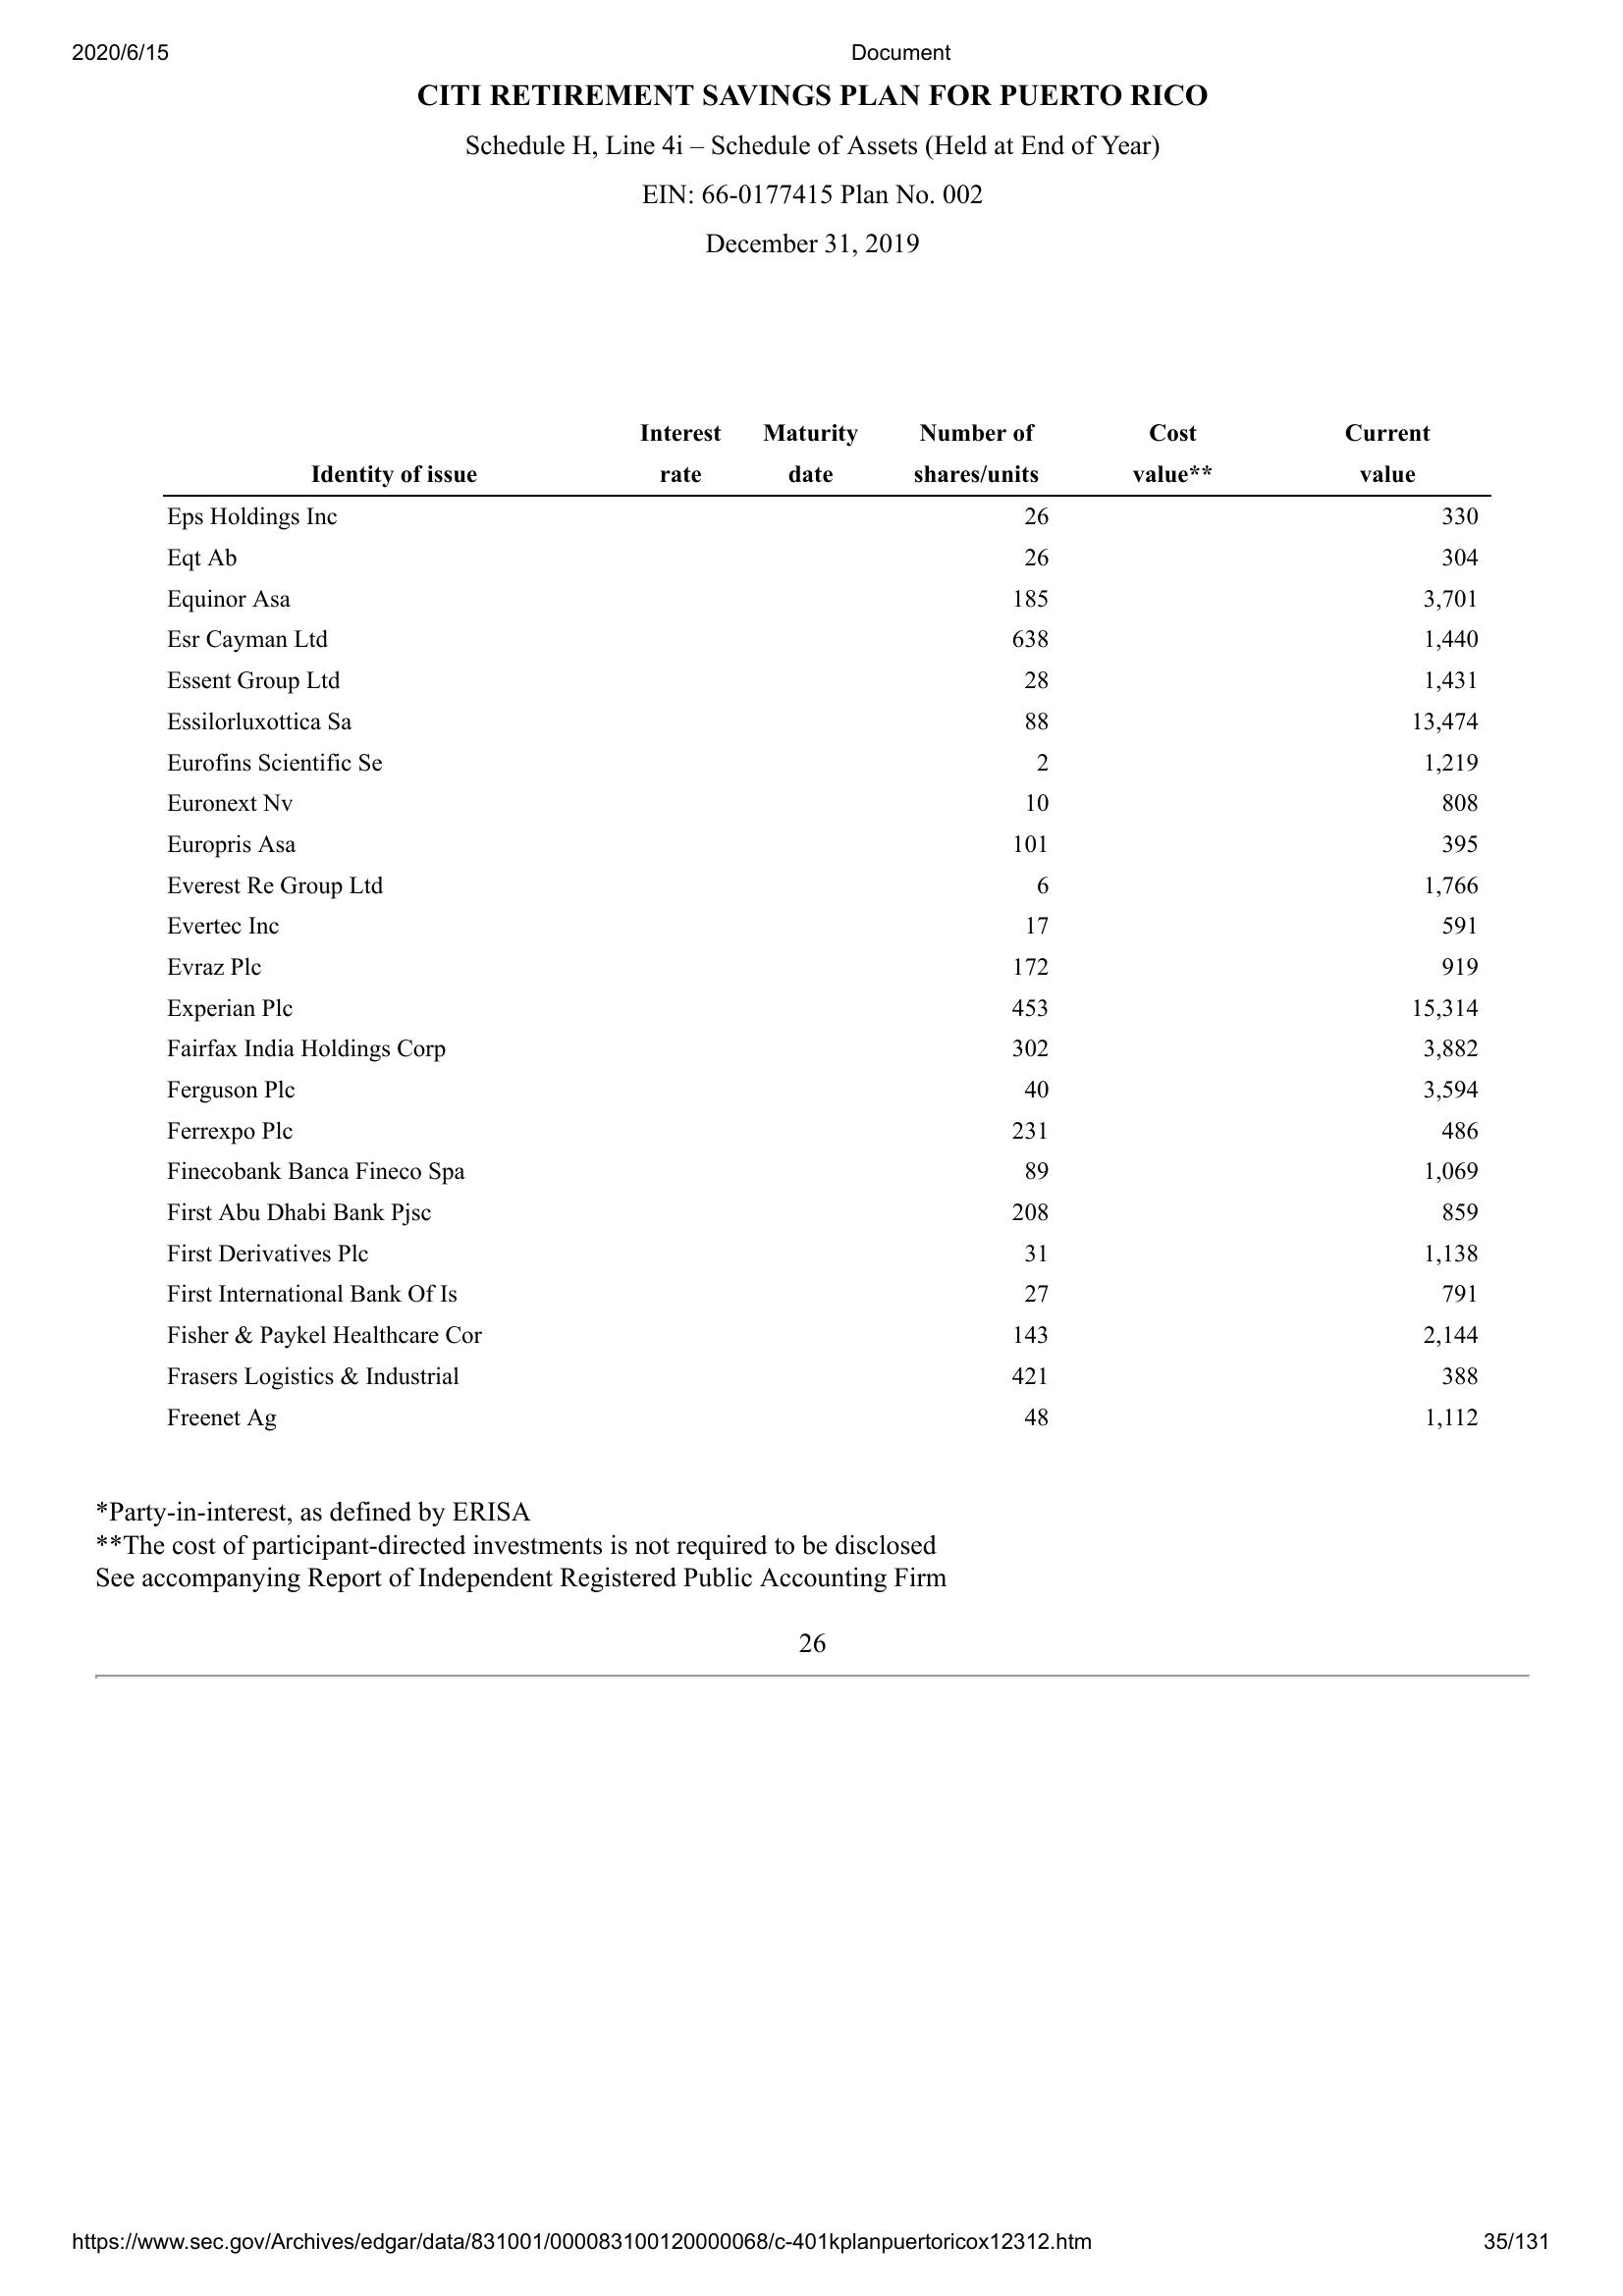 2020/6/15 Document
CITI RETIREMENT SAVINGS PLAN FOR PUERTO RICO
Schedule H, Line 4i – Schedule of Assets (Held at End of Year)
EIN: 66-0177415 Plan No. 002
December 31, 2019
Interest Maturity Number of Cost Current
Identity of issue rate date shares/units value** value
Eps Holdings Inc 26 330
Eqt Ab 26 304
Equinor Asa 185 3,701
Esr Cayman Ltd 638 1,440
Essent Group Ltd 28 1,431
Essilorluxottica Sa 88 13,474
Eurofins Scientific Se 2 1,219
Euronext Nv 10 808
Europris Asa 101 395
Everest Re Group Ltd 6 1,766
Evertec Inc 17 591
Evraz Plc 172 919
Experian Plc 453 15,314
Fairfax India Holdings Corp 302 3,882
Ferguson Plc 40 3,594
Ferrexpo Plc 231 486
Finecobank Banca Fineco Spa 89 1,069
First Abu Dhabi Bank Pjsc 208 859
First Derivatives Plc 31 1,138
First International Bank Of Is 27 791
Fisher & Paykel Healthcare Cor 143 2,144
Frasers Logistics & Industrial 421 388
Freenet Ag 48 1,112
*Party-in-interest, as defined by ERISA
**The cost of participant-directed investments is not required to be disclosed
See accompanying Report of Independent Registered Public Accounting Firm
26
https://www.sec.gov/Archives/edgar/data/831001/000083100120000068/c-401kplanpuertoricox12312.htm 35/131